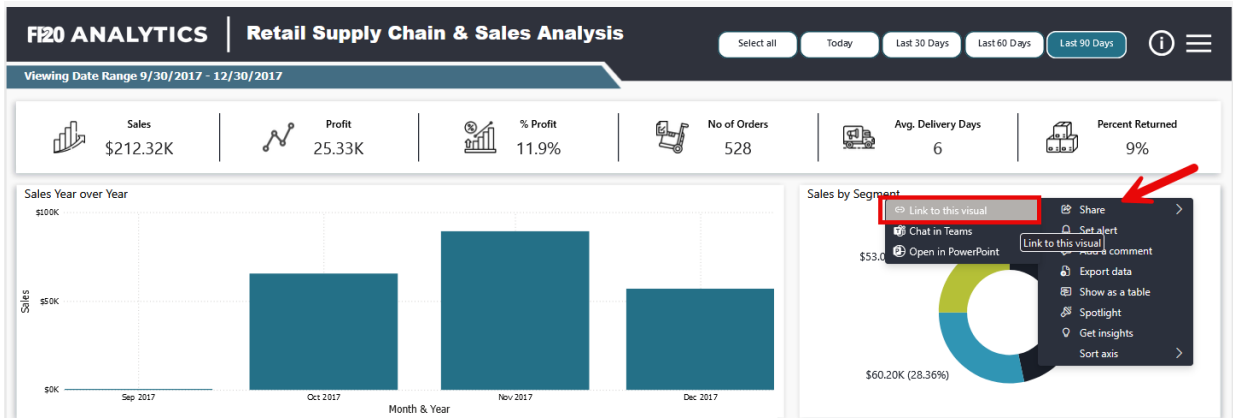 FP20 ANALYTICS
Retail Supply Chain & Sales Analysis
Select all
Today
Last 30 Days
Last 60 Days
Last 90 Days
Viewing Date Range 9/30/2017 - 12/30/2017
Sales
$212.32K
Profit
25.33K
% Profit
11.9%
No of Orders
528
Avg. Delivery Days
6
Percent Returned
9%
Sales Year over Year
$100K
$50K
$0K
Sales
Sep 2017
Oct 2017
Nov 2017
Dec 2017
Month & Year
Sales by Segment
Link to this visual
Chat in Teams
Open in PowerPoint
Link to this visual
Share
Set alert
Add a comment
Export data
Show as a table
Spotlight
Get insights
Sort axis
$60.20K (28.36%)